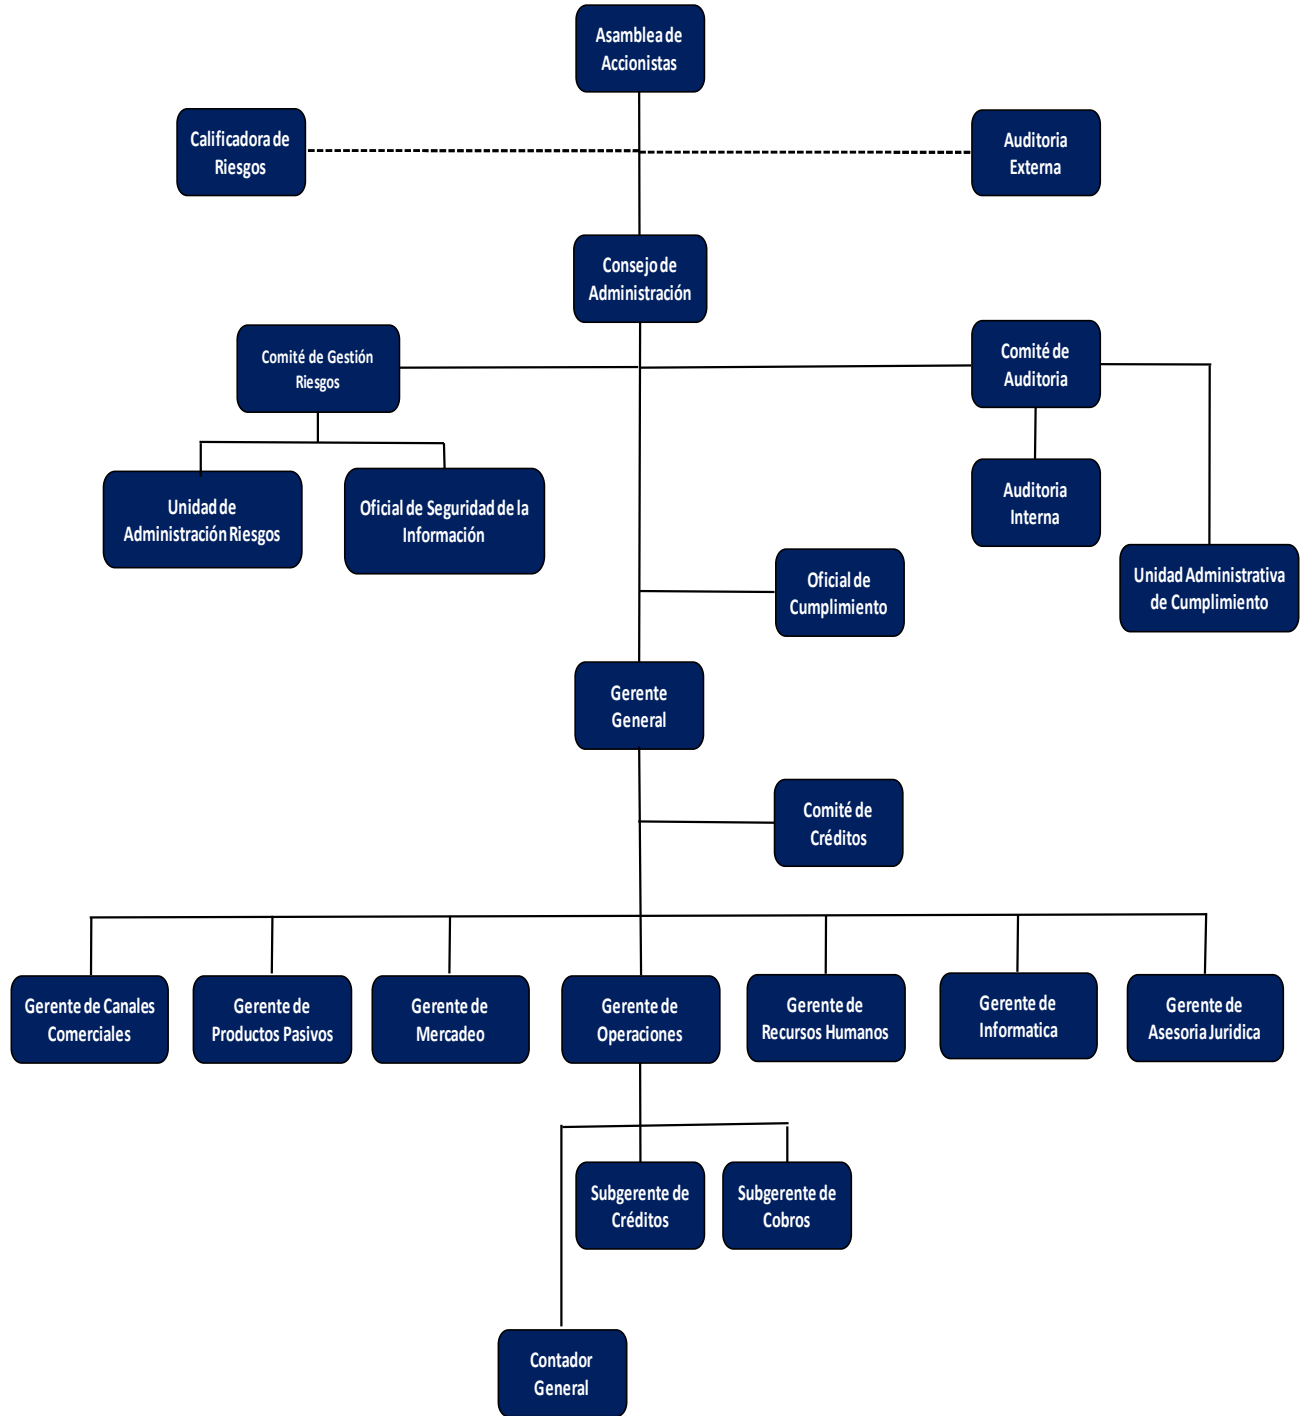 Asamblea de
Accionistas
Calificadora de
Riesgos
Auditoria
Externa
Consejo de
Administración
Comité de Gestión
Riesgos
Comité de
Auditoria
Unidad de
Administración Riesgos
Oficial de Seguridad de la
Información
Auditoria
Interna
Oficial de
Cumplimiento
Unidad Administrativa
de Cumplimiento
Gerente
General
Comité de
Créditos
Gerente de Canales
Comerciales
Gerente de
Productos Pasivos
Gerente de
Mercadeo
Gerente de
Operaciones
Gerente de
Recursos Humanos
Gerente de
Informatica
Gerente de
Asesoria Juridica
Subgerente de
Créditos
Subgerente de
Cobros
Contador
General